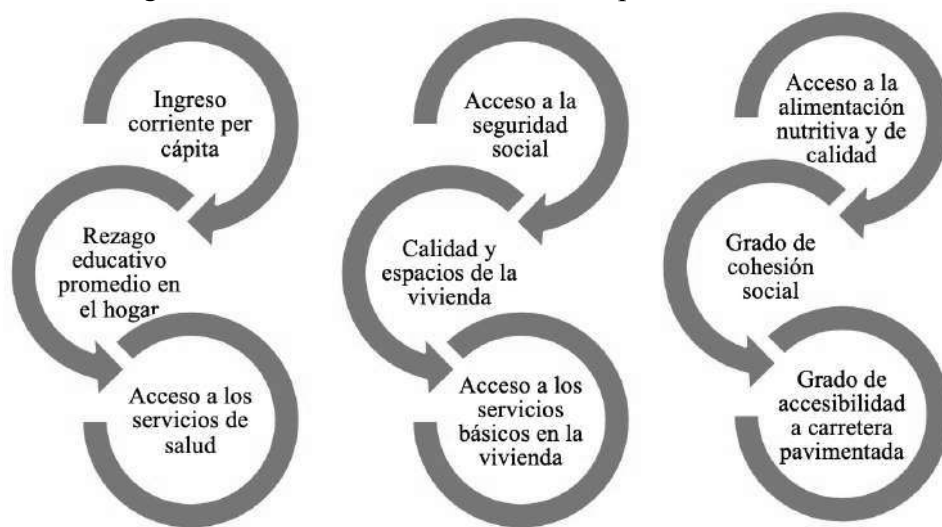 Ingreso
corriente per
cápita
Rezago
educativo
promedio en
el hogar
Acceso a los
servicios de
salud
Acceso a la
seguridad
social
Calidad y
espacios de la
vivienda
Acceso a los
servicios
básicos en la
vivienda
Acceso a la
alimentación
nutritiva y de
calidad
Grado de
cohesión
social
Grado de
accesibilidad
a carretera
pavimentada